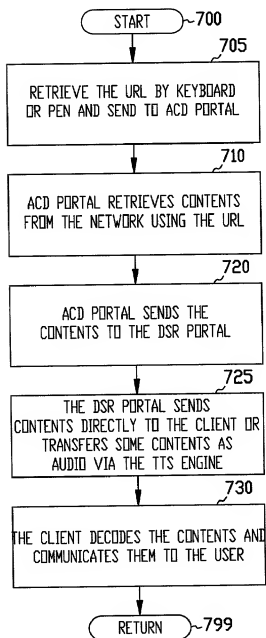 START 700
705
RETRIEVE THE URL BY KEYBOARD
OR PEN AND SEND TO ACD PORTAL
710
ACD PORTAL RETRIEVES CONTENTS
FROM THE NETWORK USING THE URL
720
ACD PORTAL SENDS THE
CONTENTS TO THE DSR PORTAL
725
THE DSR PORTAL SENDS
CONTENTS DIRECTLY TO THE CLIENT OR
TRANSFERS SOME CONTENTS AS
AUDIO VIA THE TTS ENGINE
730
THE CLIENT DECODES THE CONTENTS AND
COMMUNICATES THEM TO THE USER
RETURN 799